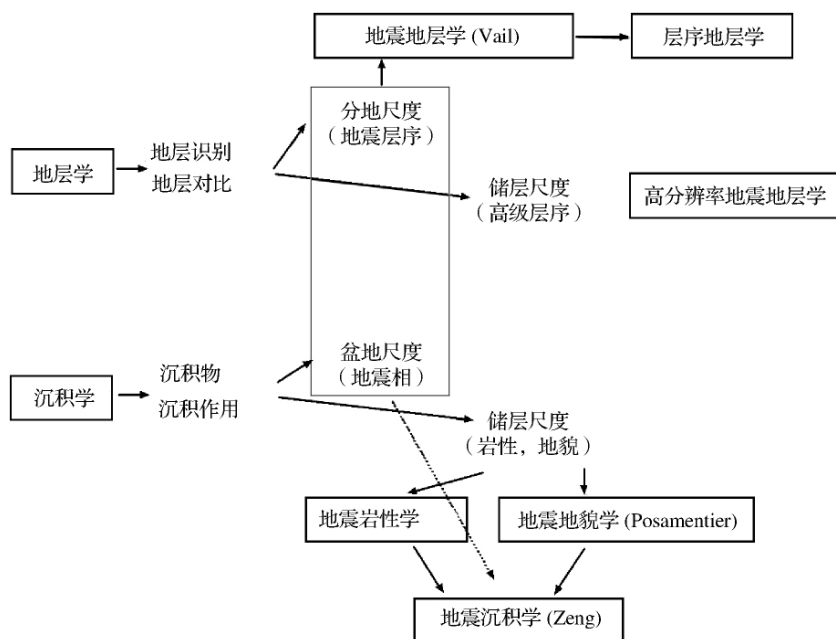 地震地层学 (Vail)
层序地层学
分地尺度
（地震层序）
地层学
地层识别
地层对比
储层尺度
（高级层序）
高分辨率地震地层学
盆地尺度
（地震相）
沉积学
沉积物
沉积作用
储层尺度
（岩性，地貌）
地震岩性学
地震地貌学 (Posamentier)
地震沉积学 (Zeng)